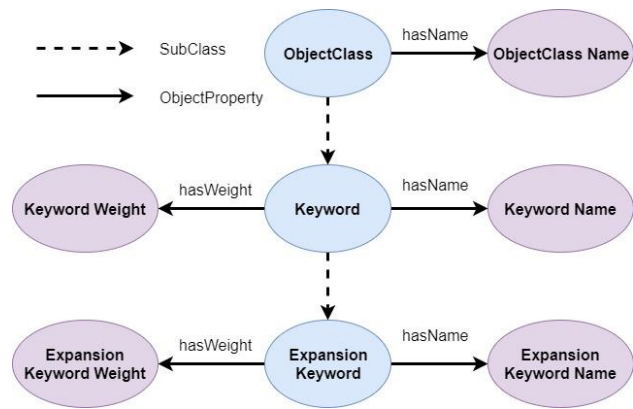 SubClass
ObjectProperty
ObjectClass
hasName
ObjectClass Name
Keyword Weight
hasWeight
Keyword
hasName
Keyword Name
Expansion
Keyword Weight
hasWeight
Expansion
Keyword
hasName
Expansion
Keyword Name